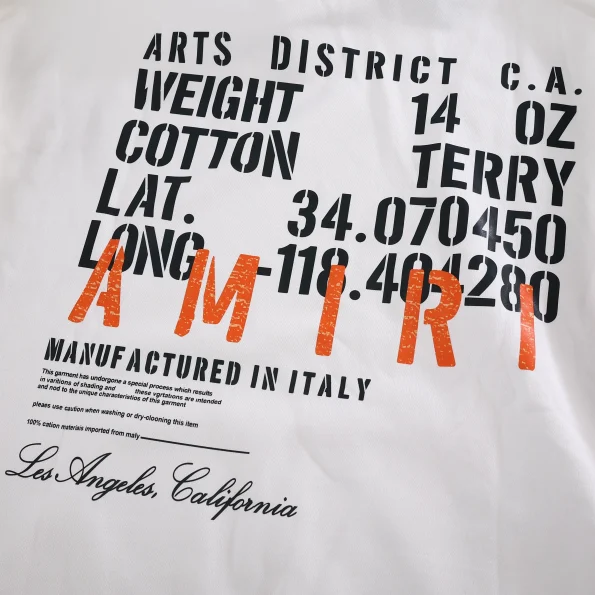 ARTS DISTRICT C.A.
WEIGHT 14 OZ
COTTON TERRY
LAT. 34.070450
LONG -118.404280
AMIRI
MANUFACTURED IN ITALY
This garment has undorgone a special process which results
in varitions of shading and these vgrtations are untended
and nod to the unique characteristics of this garment
pleaes use caution when washing or dry-clooning this item
100% cation materials imported from maly
Los Angeles, California